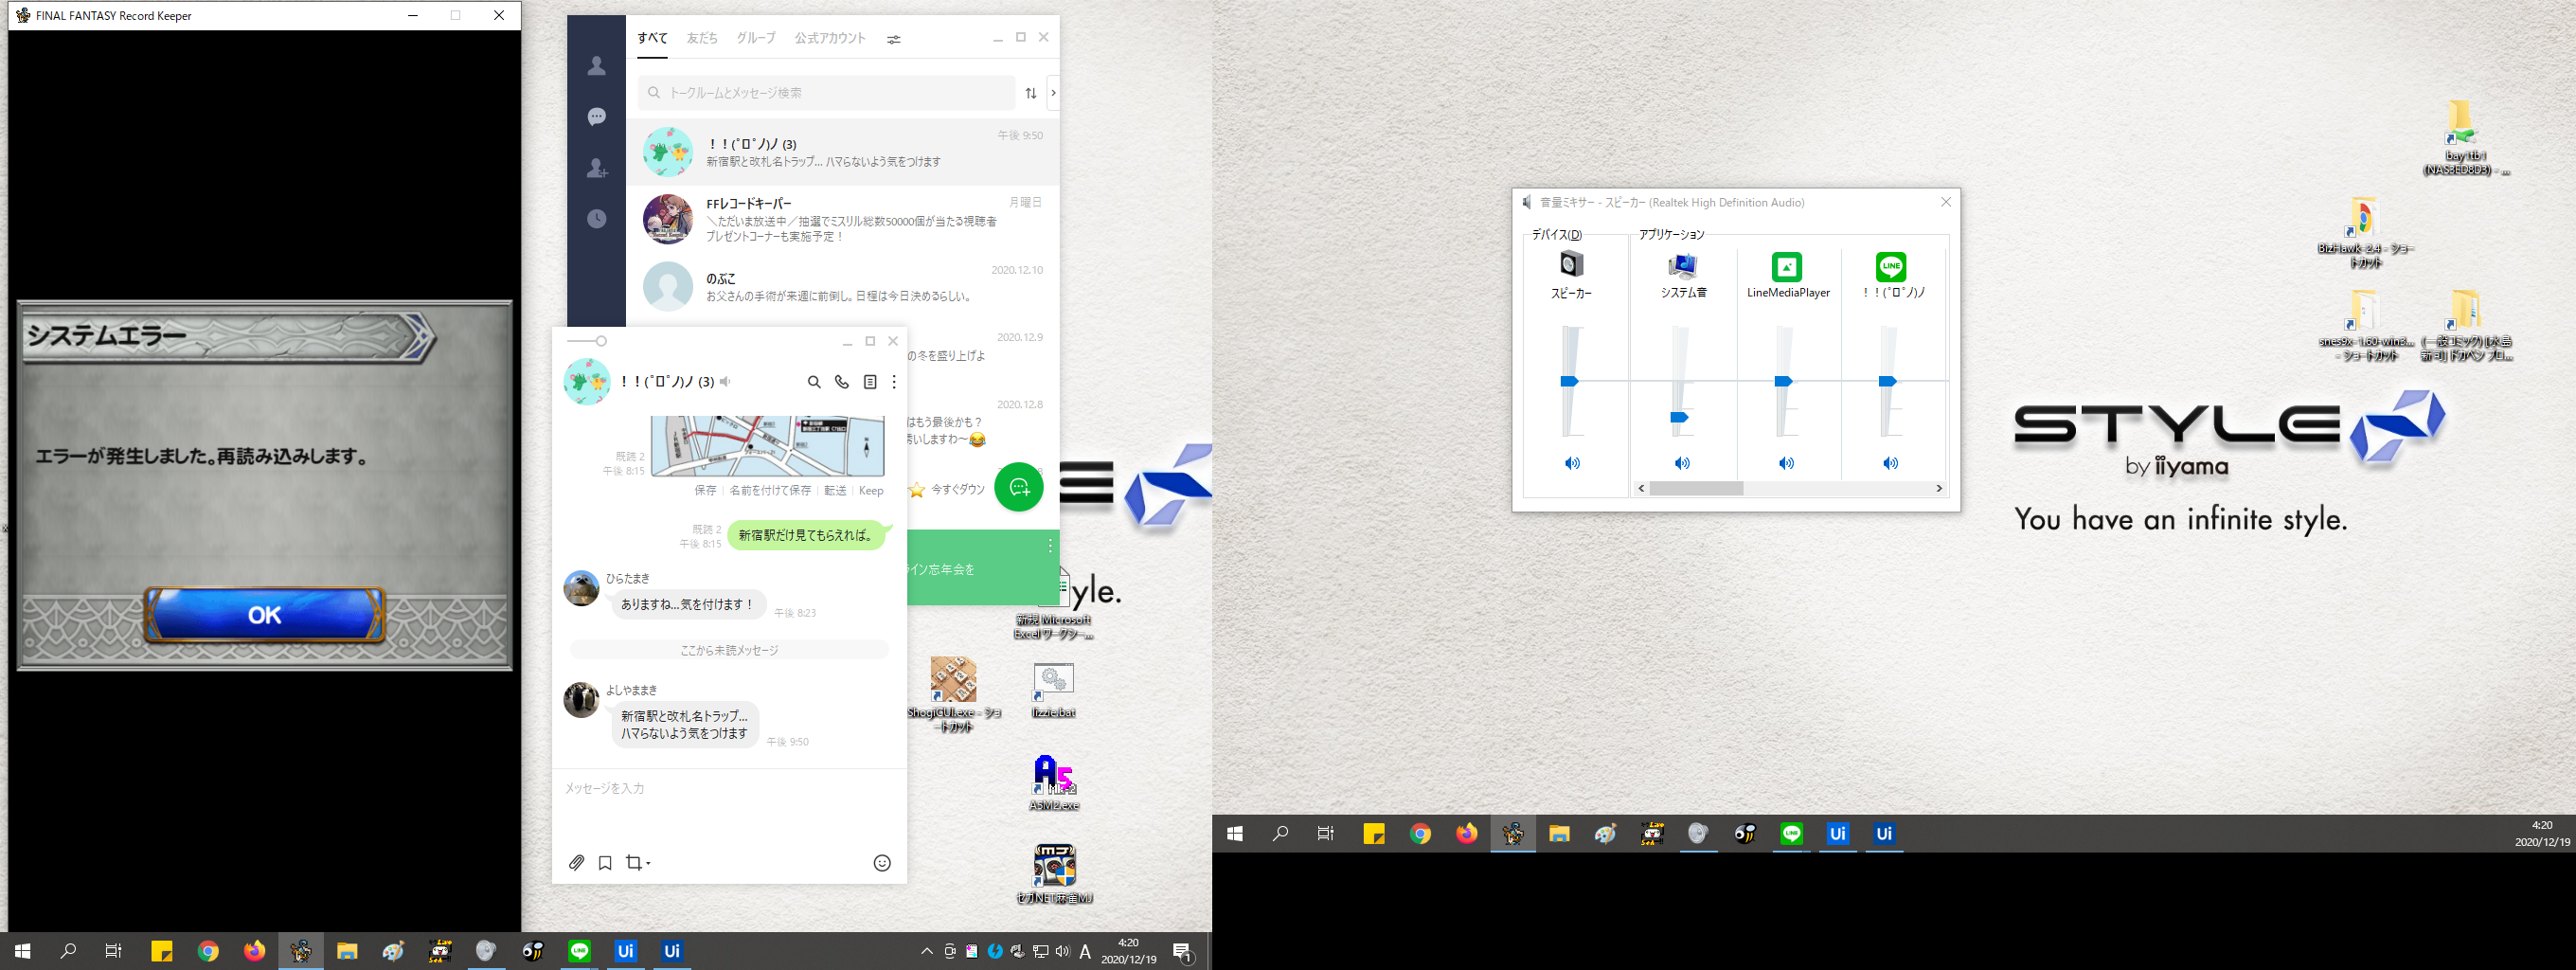 FINAL FANTASY Record Keeper
システムエラー
エラーが発生しました。再読み込みします。
OK
すべて
友だち
グループ
公式アカウント
トークルームとメッセージ検索
！！(ﾟロﾟノ)ノ (3)
午後 9:50
新宿駅と改札名トラップ... ハマらないよう気をつけます
FFレコードキーパー
月曜日
＼ただいま放送中／抽選でミスリル総数50000個が当たる視聴者
プレゼントコーナーも実施予定！
のぶこ
2020.12.10
お父さんの手術が来週に前倒し。日程は今日決めるらしい。
2020.12.9
の冬を盛り上げよ
2020.12.8
はもう最後かも？
誘いしますわ～😂
今すぐダウン
ライン忘年会を
！！(ﾟロﾟノ)ノ (3)
既読 2
午後 8:15
保存 | 名前を付けて保存 | 転送 | Keep
既読 2
午後 8:15
新宿駅だけ見てもらえれば。
ひらたまき
ありますね...気を付けます！
午後 8:23
ここから未読メッセージ
よしやままき
新宿駅と改札名トラップ...
ハマらないよう気をつけます
午後 9:50
メッセージを入力
yle.
新規 Microsoft
Excel ワークシー...
ShogiGUI.exe - ショ
ートカット
lizzie.bat
A5M2.exe
セガNET麻雀MJ
A
4:20
2020/12/19
1
音量ミキサー - スピーカー (Realtek High Definition Audio)
デバイス(D)
アプリケーション
スピーカー
システム音
LineMediaPlayer
LINE
！！(ﾟロﾟノ)ノ
bay1tb1
(NAS3ED8D3) - ...
BizHawk-2.4 - ショー
トカット
snes9x-1.60-win3...
- ショートカット
(一般コミック) [水島
新司] ドカベン プロ...
STYLE
by iiyama
You have an infinite style.
Ui
Ui
4:20
2020/12/19